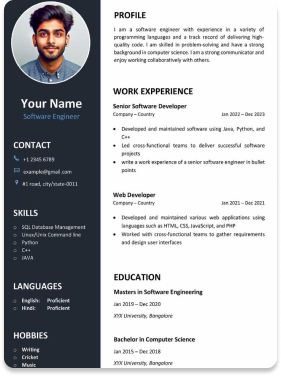 Your Name
Software Engineer
CONTACT
+1 2345 6789
example@gmail.com
#1 road, city/state-0011
SKILLS
SQL Database Management
Linux/Unix Command line
Python
C++
JAVA
LANGUAGES
English: Proficient
Hindi: Proficient
HOBBIES
Writing
Cricket
Music
PROFILE
I am a software engineer with experience in a variety of
programming languages and a track record of delivering high-
quality code. I am skilled in problem-solving and have a strong
background in computer science. I am a strong communicator and
enjoy working collaboratively with others.
WORK EXPPERIENCE
Senior Software Developer
Company – Country Jan 2022 – Dec 2023
• Developed and maintained software using Java, Python, and
C++
• Led cross-functional teams to deliver successful software
projects
• write a work experience of a senior software engineer in bullet
points
Web Developer
Company – Country Jan 2021 – Dec 2021
• Developed and maintained various web applications using
languages such as HTML, CSS, JavaScript, and PHP
• Worked with cross-functional teams to gather requirements
and design user interfaces
EDUCATION
Masters in Software Engineering
Jan 2019 – Dec 2020
XYX University, Bangalore
Bachelor in Computer Science
Jan 2015 – Dec 2018
XYX University, Bangalore